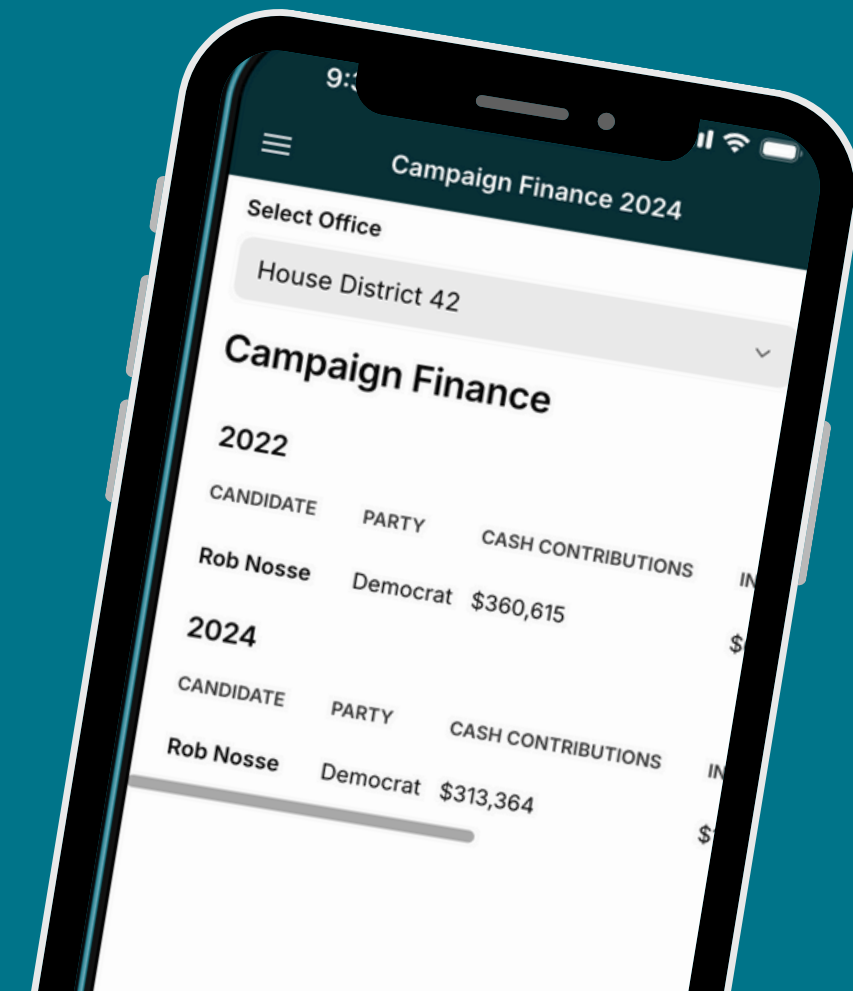 Campaign Finance 2024
Select Office
House District 42
Campaign Finance
2022
CANDIDATE PARTY CASH CONTRIBUTIONS
Rob Nosse Democrat $360,615
2024
CANDIDATE PARTY CASH CONTRIBUTIONS
Rob Nosse Democrat $313,364